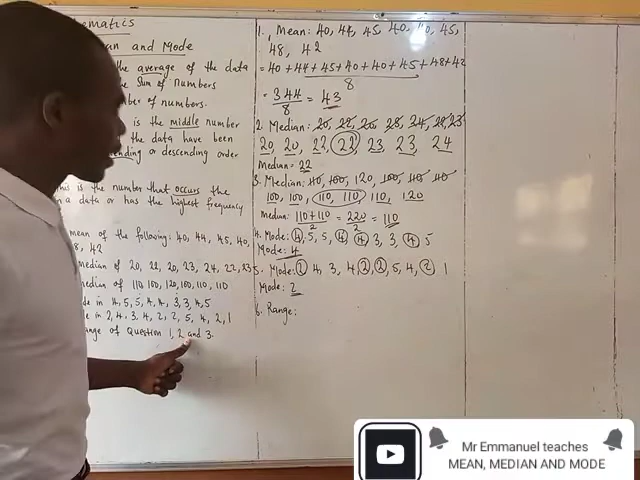 thematics
an and Mode
the average of the data
the Sum of numbers
ber of numbers.
is the middle number
the data have been
ending or descending order
This is the number that occurs the
n a data or has the highest frequency
mean of the following: 40, 44, 45, 40,
8, 42
median of 20, 22, 20, 23, 24, 22, 23
edian of 110, 100, 120, 100, 110, 110
de in 4, 5, 5, 4, 4, 3, 3, 4, 5
e in 2, 4, 3, 4, 2, 2, 5, 4, 2, 1
ange of Question 1, 2 and 3.
1. Mean: 40, 44, 45, 40, 40, 45,
48, 42
= 40 + 44 + 45 + 40 + 40 + 45 + 48 + 42
8
= 344/8 = 43
2. Median: 20, 22, 20, 23, 24, 22, 23
20, 20, 22, 22, 23, 23, 24
Median = 22
3. Median: 110, 100, 120, 100, 110, 110
100, 100, 110, 110, 110, 120
Median: 110 + 110/2 = 220/2 = 110
4. Mode: 4, 5, 5, 4, 4, 3, 3, 4, 5
Mode: 4
5. Mode: 2, 4, 3, 4, 2, 2, 5, 4, 2, 1
Mode: 2
6. Range:
Mr Emmanuel teaches
MEAN, MEDIAN AND MODE